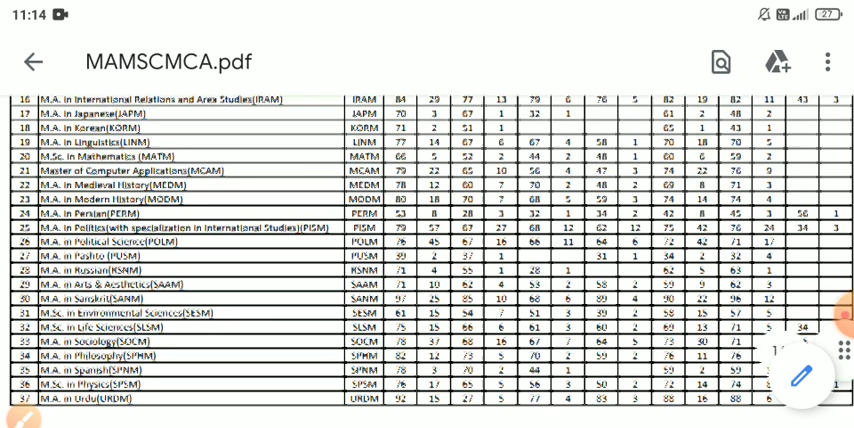 11:14 27
MAMSCMCA.pdf
16 M.A. in International Relations and Area Studies(IRAM) IRAM 84 29 77 13 79 6 76 5 82 19 82 11 43 3
17 M.A. in Japanese(JAPM) JAPM 70 3 67 1 32 1 61 2 48 2
18 M.A. in Korean(KORM) KORM 71 2 51 1 65 1 43 1
19 M.A. in Linguistics(LINM) LINM 77 14 67 6 67 4 58 1 70 18 70 5
20 M.Sc. in Mathematics (MATM) MATM 66 5 52 2 44 2 48 1 60 6 59 2
21 Master of Computer Applications(MCAM) MCAM 79 22 65 10 56 4 47 3 74 22 76 9
22 M.A. in Medieval History(MEDM) MEDM 78 12 60 7 70 2 48 2 69 8 71 3
23 M.A. in Modern History(MODM) MODM 80 18 70 7 68 5 59 3 74 14 74 4
24 M.A. in Persian(PERM) PERM 53 8 28 3 32 1 34 2 42 8 45 3 56 1
25 M.A. in Politics(with specialization in International Studies)(PISM) PISM 79 57 67 27 68 12 62 12 75 42 76 24 34 3
26 M.A. in Political Science(POLM) POLM 76 45 67 16 66 11 64 6 72 42 71 17
27 M.A. in Pashto (PUSM) PUSM 39 2 37 1 31 1 34 2 32 4
28 M.A. in Russian(RSNM) RSNM 71 4 55 1 28 1 62 5 63 1
29 M.A. in Arts & Aesthetics(SAAM) SAAM 71 10 62 4 53 2 58 2 59 9 62 3
30 M.A. in Sanskrit(SANM) SANM 97 25 85 10 68 6 89 4 90 22 96 12
31 M.Sc. in Environmental Sciences(SESM) SESM 61 15 54 7 51 3 39 2 58 15 57 5
32 M.Sc. in Life Sciences(SLSM) SLSM 75 15 66 6 61 3 60 2 69 13 71 5 34
33 M.A. in Sociology(SOCM) SOCM 78 37 68 16 67 7 64 5 73 30 71
34 M.A. in Philosophy(SPHM) SPHM 82 12 73 5 70 2 59 2 76 11 76
35 M.A. in Spanish(SPNM) SPNM 78 3 70 2 44 1 59 2 59
36 M.Sc. in Physics(SPSM) SPSM 76 17 65 5 56 3 50 2 72 14 74 8 1
37 M.A. in Urdu(URDM) URDM 92 15 27 5 77 4 83 3 88 16 88 6